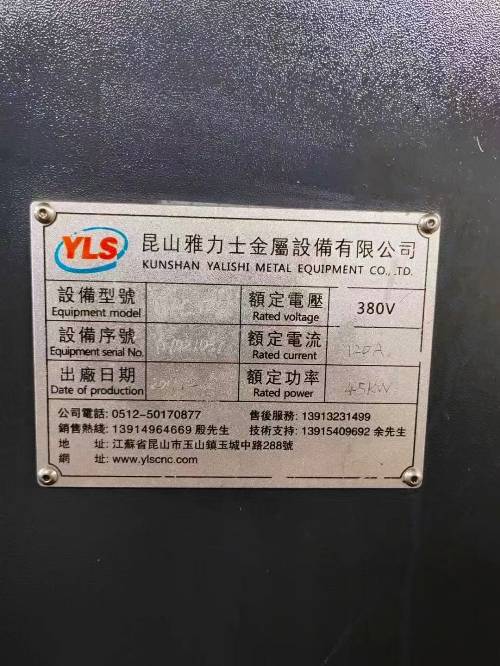 YLS
昆山雅力士金屬設備有限公司
KUNSHAN YALISHI METAL EQUIPMENT CO., .TD.
設備型號
Equipment model
額定電壓
Rated voltage
380V
設備序號
Equipment serial No.
額定電流
Rated current
120A
出廠日期
Date of production
額定功率
Rated power
45KW
公司電話: 0512-50170877
售後服務: 13913231499
銷售熱綫: 13914964669 殷先生
技術支持: 13915409692 余先生
地 址: 江蘇省昆山市玉山鎮玉城中路288號
網 址: www.ylscnc.com